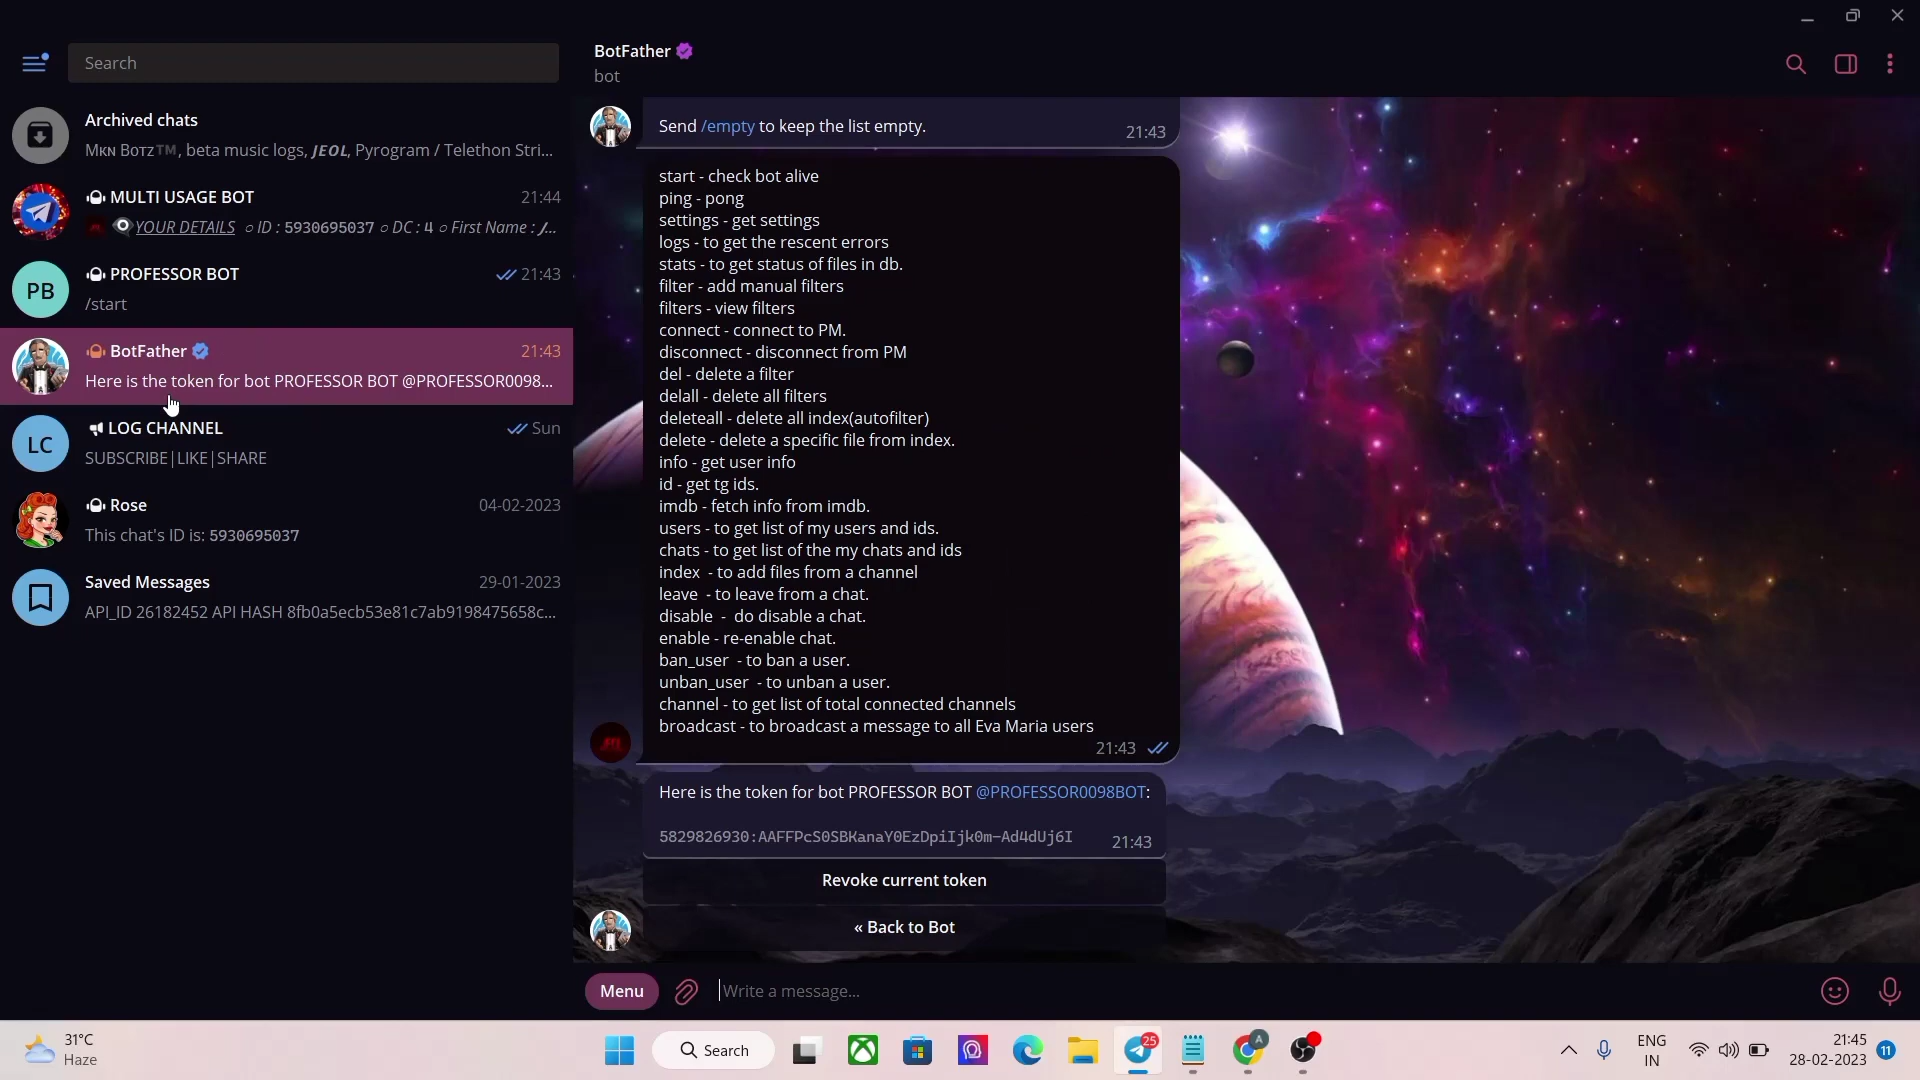 Search
Archived chats
Mᴋɴ Bᴏᴛᴢ™️, beta music logs, JEOL, Pyrogram / Telethon Stri...
MULTI USAGE BOT 21:44
YOUR DETAILS ○ ID : 5930695037 ○ DC : 4 ○ First Name : J...
PB
PROFESSOR BOT 21:43
/start
BotFather 21:43
Here is the token for bot PROFESSOR BOT @PROFESSOR0098...
LC
LOG CHANNEL Sun
SUBSCRIBE|LIKE|SHARE
Rose 04-02-2023
This chat's ID is: 5930695037
Saved Messages 29-01-2023
API_ID 26182452 API HASH 8fb0a5ecb53e81c7ab9198475658c...
BotFather
bot
Send /empty to keep the list empty.
21:43
start - check bot alive
ping - pong
settings - get settings
logs - to get the rescent errors
stats - to get status of files in db.
filter - add manual filters
filters - view filters
connect - connect to PM.
disconnect - disconnect from PM
del - delete a filter
delall - delete all filters
deleteall - delete all index(autofilter)
delete - delete a specific file from index.
info - get user info
id - get tg ids.
imdb - fetch info from imdb.
users - to get list of my users and ids.
chats - to get list of the my chats and ids
index  - to add files from a channel
leave  - to leave from a chat.
disable  -  do disable a chat.
enable - re-enable chat.
ban_user  - to ban a user.
unban_user  - to unban a user.
channel - to get list of total connected channels
broadcast - to broadcast a message to all Eva Maria users
21:43
Here is the token for bot PROFESSOR BOT @PROFESSOR0098BOT:
5829826930:AAFFPcS0SBKanaY0EzDpiIjk0m-Ad4dUj6I
21:43
Revoke current token
« Back to Bot
Menu
Write a message...
31°C
Haze
Search
25
A
ENG
IN
21:45
28-02-2023
11